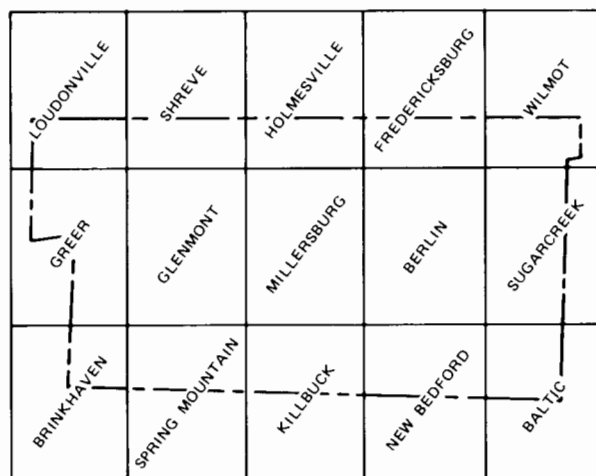 LOUDONVILLE
SHREVE
HOLMESVILLE
FREDERICKSBURG
WILMOT
GREER
GLENMONT
MILLERSBURG
BERLIN
SUGARCREEK
BRINKHAVEN
SPRING MOUNTAIN
KILLBUCK
NEW BEDFORD
BALTIC